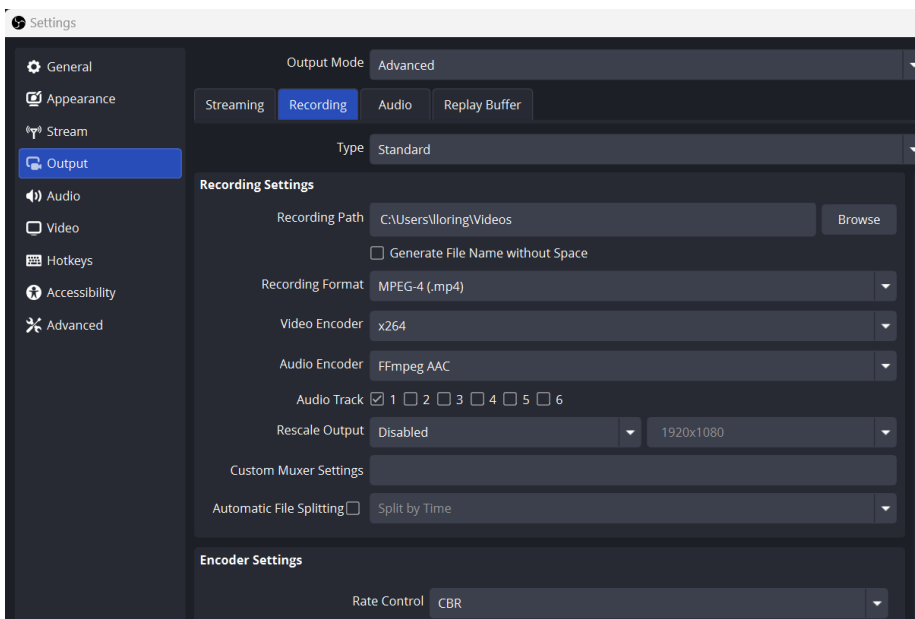 Settings
General
Appearance
Stream
Output
Audio
Video
Hotkeys
Accessibility
Advanced
Output Mode Advanced
Streaming Recording Audio Replay Buffer
Type Standard
Recording Settings
Recording Path C:\Users\lloring\Videos Browse
Generate File Name without Space
Recording Format MPEG-4 (.mp4)
Video Encoder x264
Audio Encoder FFmpeg AAC
Audio Track 1 2 3 4 5 6
Rescale Output Disabled 1920x1080
Custom Muxer Settings
Automatic File Splitting Split by Time
Encoder Settings
Rate Control CBR